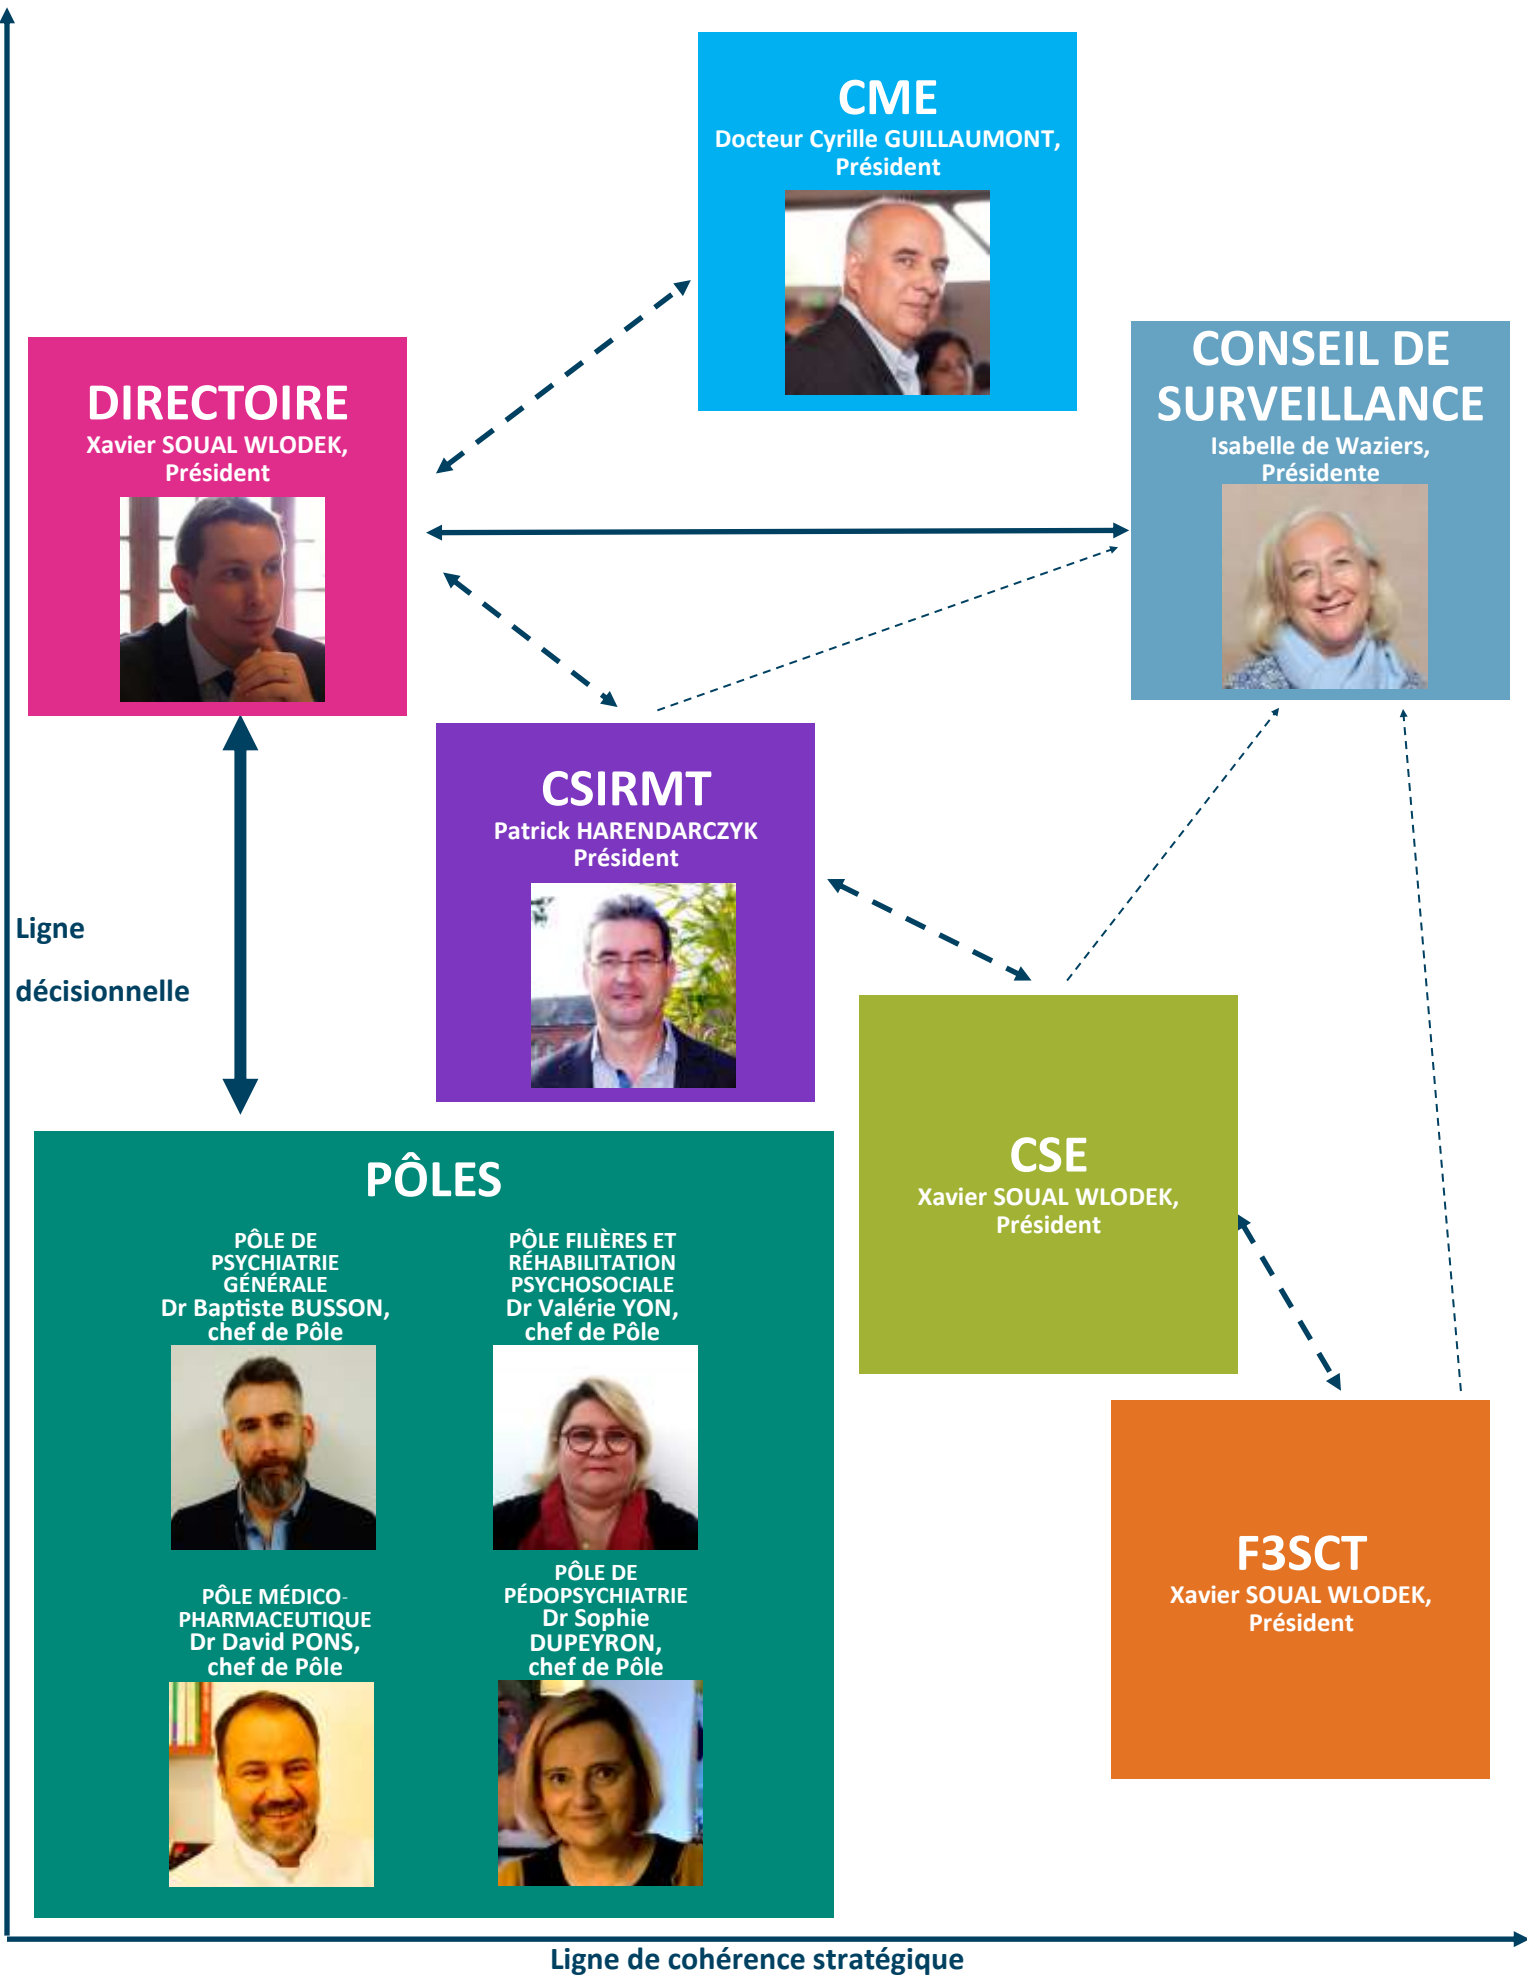 CME
Docteur Cyrille GUILLAUMONT,
Président
DIRECTOIRE
Xavier SOUAL WLODEK,
Président
CONSEIL DE
SURVEILLANCE
Isabelle de Waziers,
Présidente
CSIRMT
Patrick HARENDARCZYK
Président
Ligne
décisionnelle
CSE
Xavier SOUAL WLODEK,
Président
PÔLES
PÔLE DE
PSYCHIATRIE
GÉNÉRALE
Dr Baptiste BUSSON,
chef de Pôle
PÔLE FILIÈRES ET
RÉHABILITATION
PSYCHOSOCIALE
Dr Valérie YON,
chef de Pôle
PÔLE MÉDICO-
PHARMACEUTIQUE
Dr David PONS,
chef de Pôle
PÔLE DE
PÉDOPSYCHIATRIE
Dr Sophie
DUPEYRON,
chef de Pôle
F3SCT
Xavier SOUAL WLODEK,
Président
Ligne de cohérence stratégique